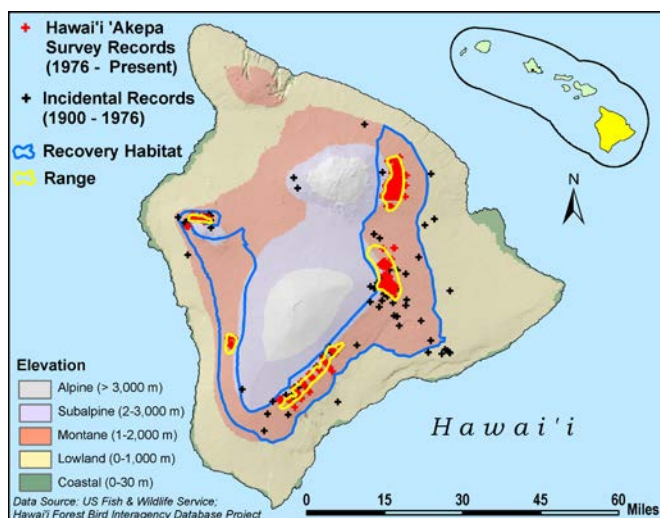 Hawai'i 'Akepa
Survey Records
(1976 - Present)
Incidental Records
(1900 - 1976)
Recovery Habitat
Range
N
Elevation
Alpine (> 3,000 m)
Subalpine (2-3,000 m)
Montane (1-2,000 m)
Lowland (0-1,000 m)
Coastal (0-30 m)
Data Source: US Fish & Wildlife Service;
Hawai'i Forest Bird Interagency Database Project
Hawai'i
0 15 30 45 60
Miles